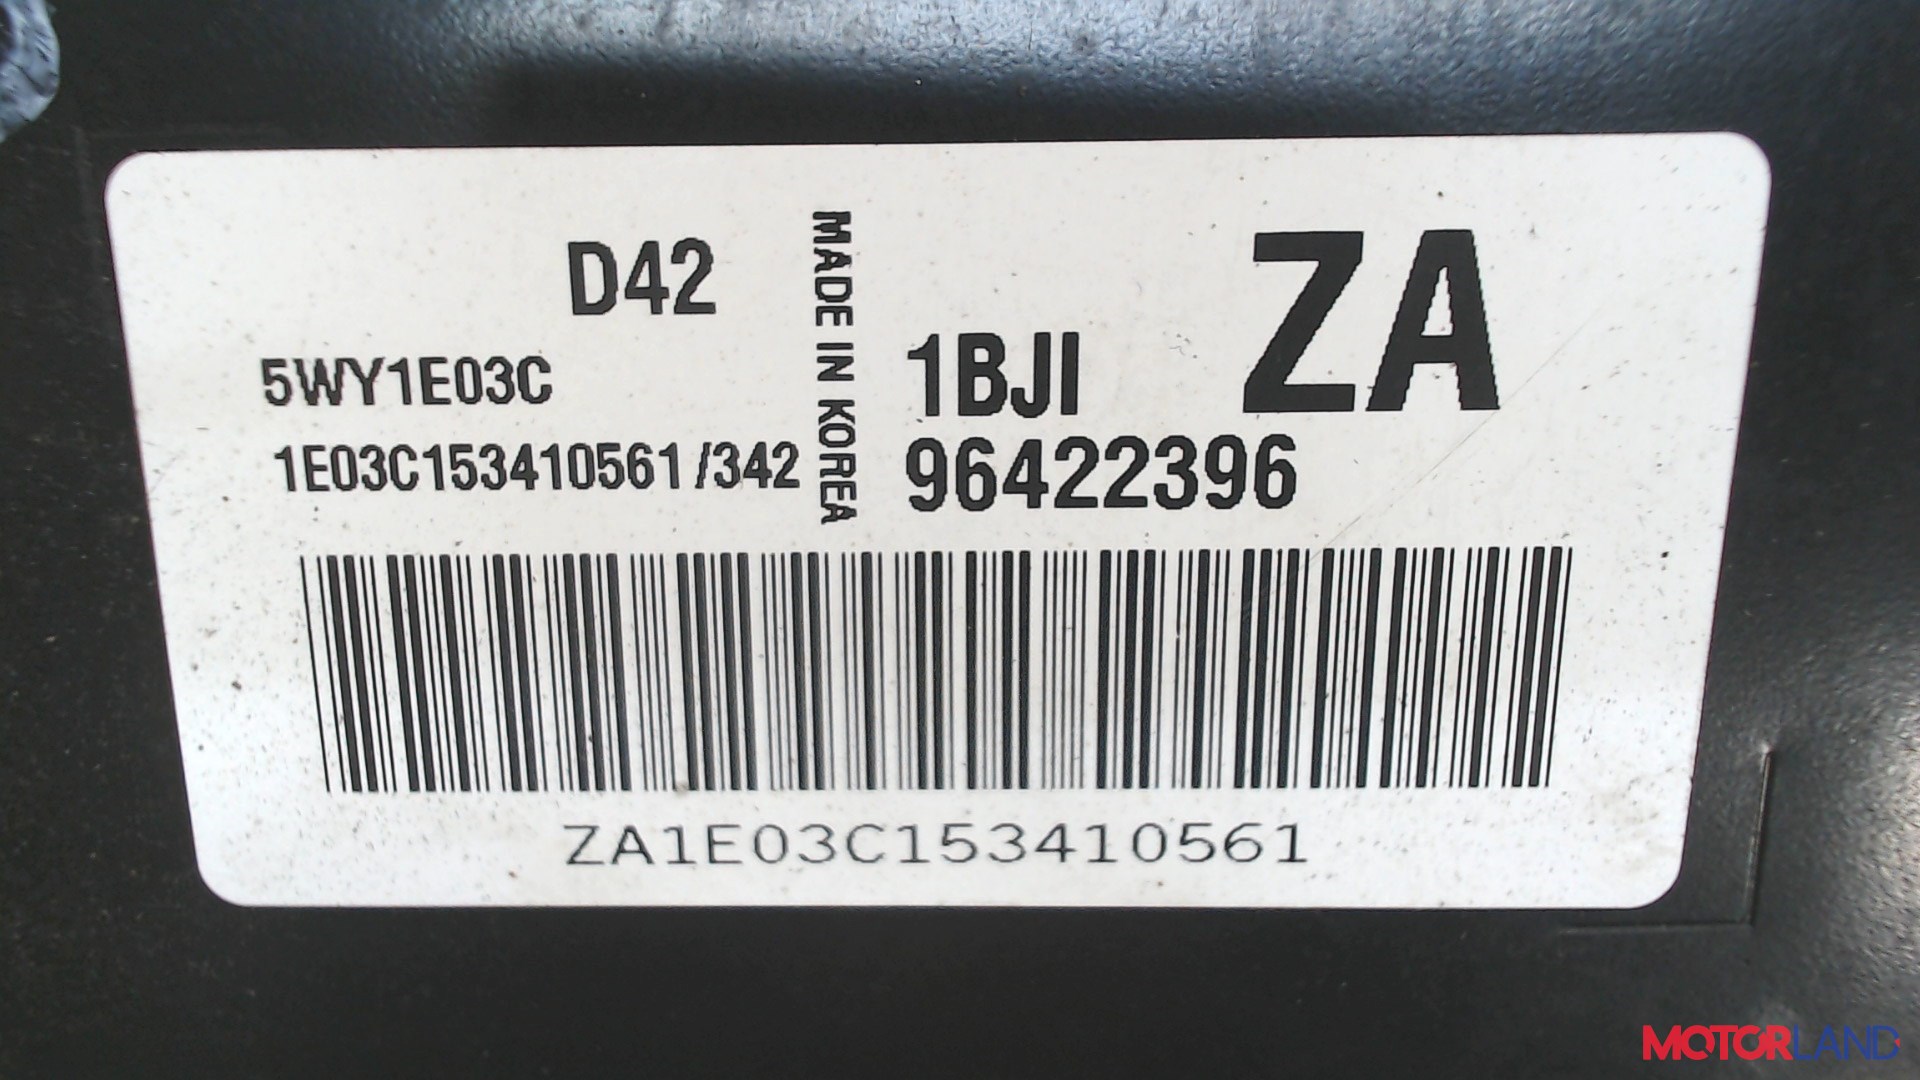 D42
5WY1E03C
1E03C153410561/342
MADE IN KOREA
ZA
1BJI
96422396
ZA1E03C153410561
MOTORLAND